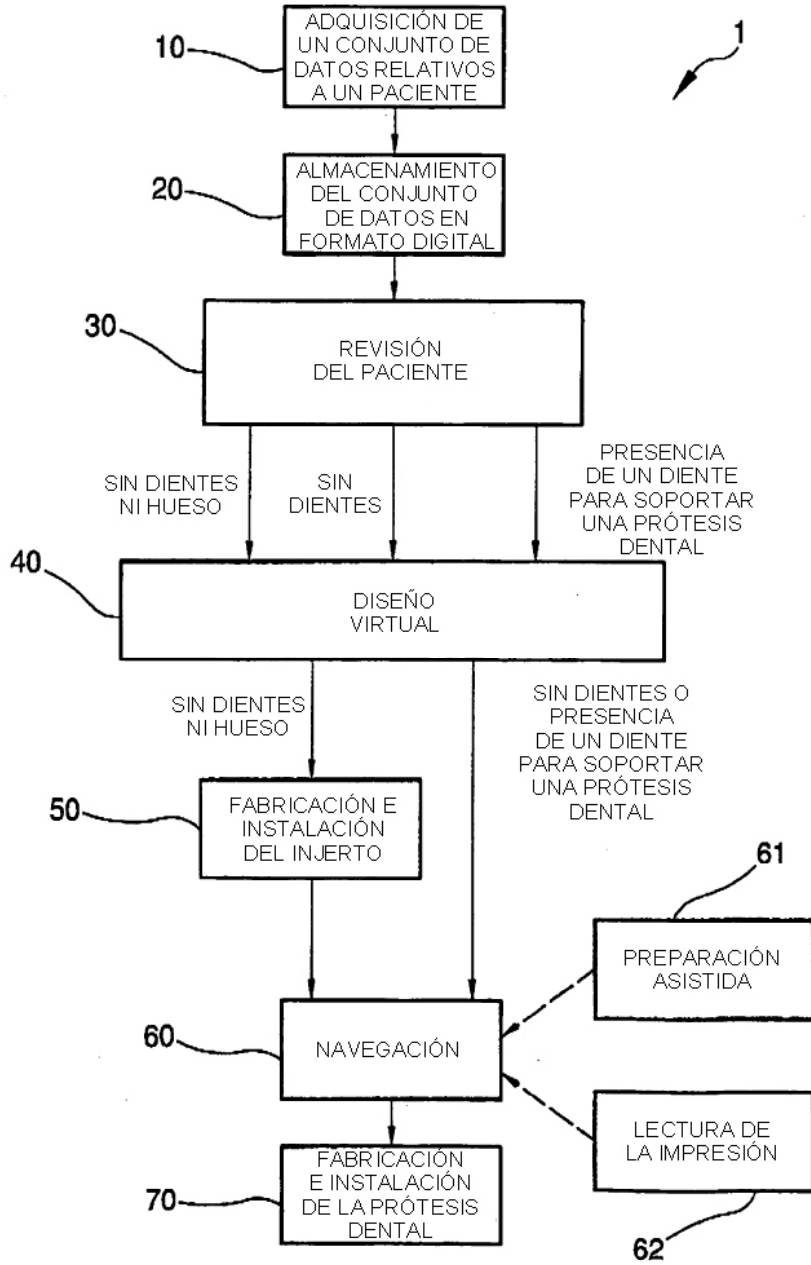 1
10
ADQUISICIÓN DE
UN CONJUNTO DE
DATOS RELATIVOS
A UN PACIENTE
20
ALMACENAMIENTO
DEL CONJUNTO
DE DATOS EN
FORMATO DIGITAL
30
REVISIÓN
DEL PACIENTE
SIN DIENTES
NI HUESO
SIN
DIENTES
PRESENCIA
DE UN DIENTE
PARA SOPORTAR
UNA PRÓTESIS
DENTAL
40
DISEÑO
VIRTUAL
SIN DIENTES
NI HUESO
SIN DIENTES O
PRESENCIA
DE UN DIENTE
PARA SOPORTAR
UNA PRÓTESIS
DENTAL
50
FABRICACIÓN E
INSTALACIÓN
DEL INJERTO
61
PREPARACIÓN
ASISTIDA
60
NAVEGACIÓN
LECTURA DE
LA IMPRESIÓN
62
70
FABRICACIÓN
E INSTALACIÓN
DE LA PRÓTESIS
DENTAL